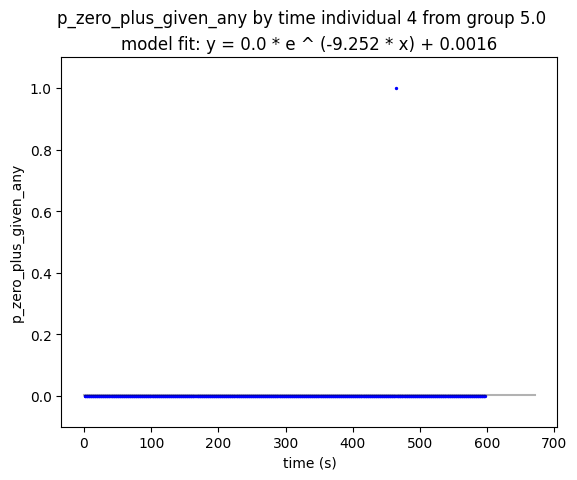 p_zero_plus_given_any by time individual 4 from group 5.0
model fit: y = 0.0 * e ^ (-9.252 * x) + 0.0016
1.0
0.8
0.6
0.4
0.2
0.0
p_zero_plus_given_any
0 100 200 300 400 500 600 700
time (s)